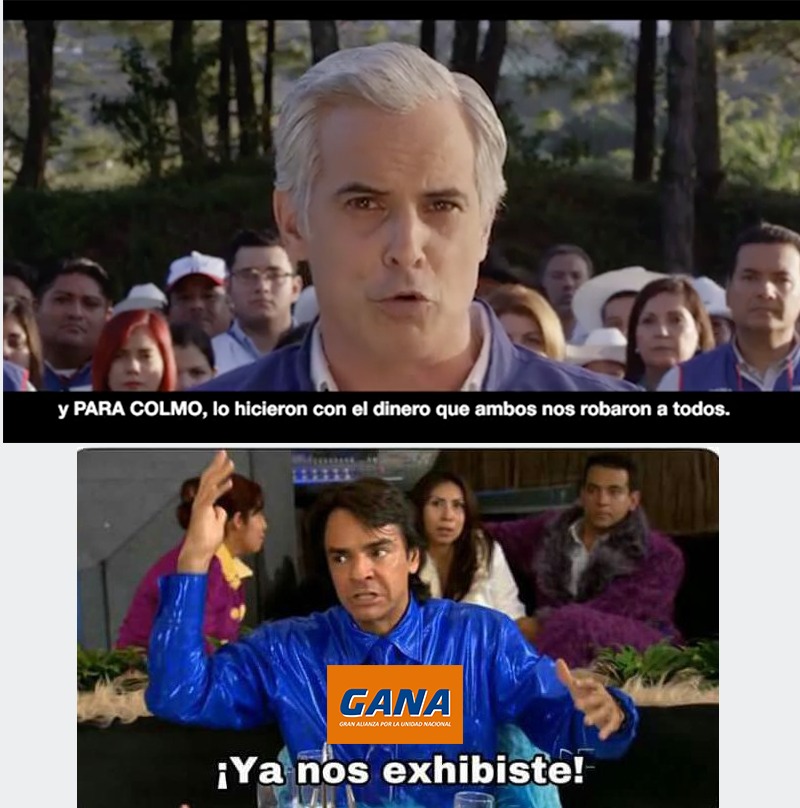 y PARA COLMO, lo hicieron con el dinero que ambos nos robaron a todos.
GANA
GRAN ALIANZA POR LA UNIDAD NACIONAL
¡Ya nos exhibiste!